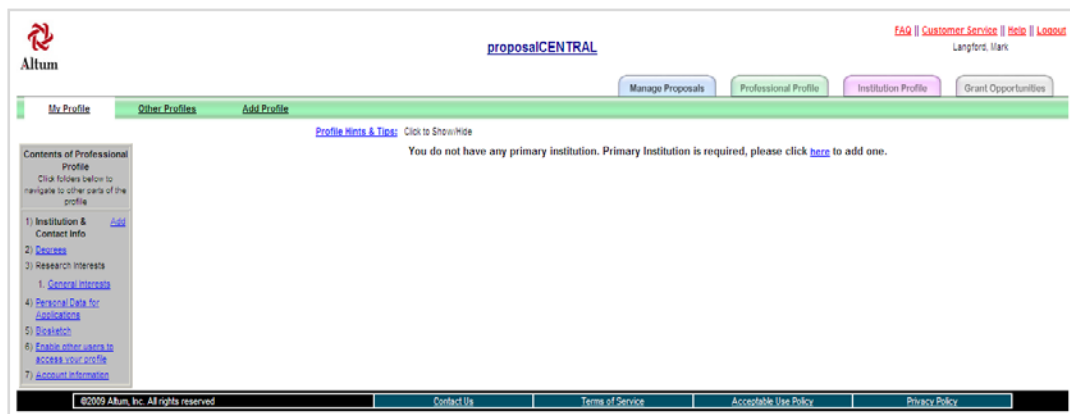 FAQ || Customer Service || Help || Logout
Langford, Mark
Altum
proposalCENTRAL
Manage Proposals
Professional Profile
Institution Profile
Grant Opportunities
My Profile
Other Profiles
Add Profile
Profile Hints & Tips: Click to Show/Hide
You do not have any primary institution. Primary Institution is required, please click here to add one.
Contents of Professional
Profile
Click folders below to
navigate to other parts of the
profile
1) Institution & Add
Contact Info
2) Degrees
3) Research Interests
1. General Interests
4) Personal Data for
Applications
5) Biosketch
6) Enable other users to
access your profile
7) Account Information
©2009 Altum, Inc. All rights reserved
Contact Us
Terms of Service
Acceptable Use Policy
Privacy Policy